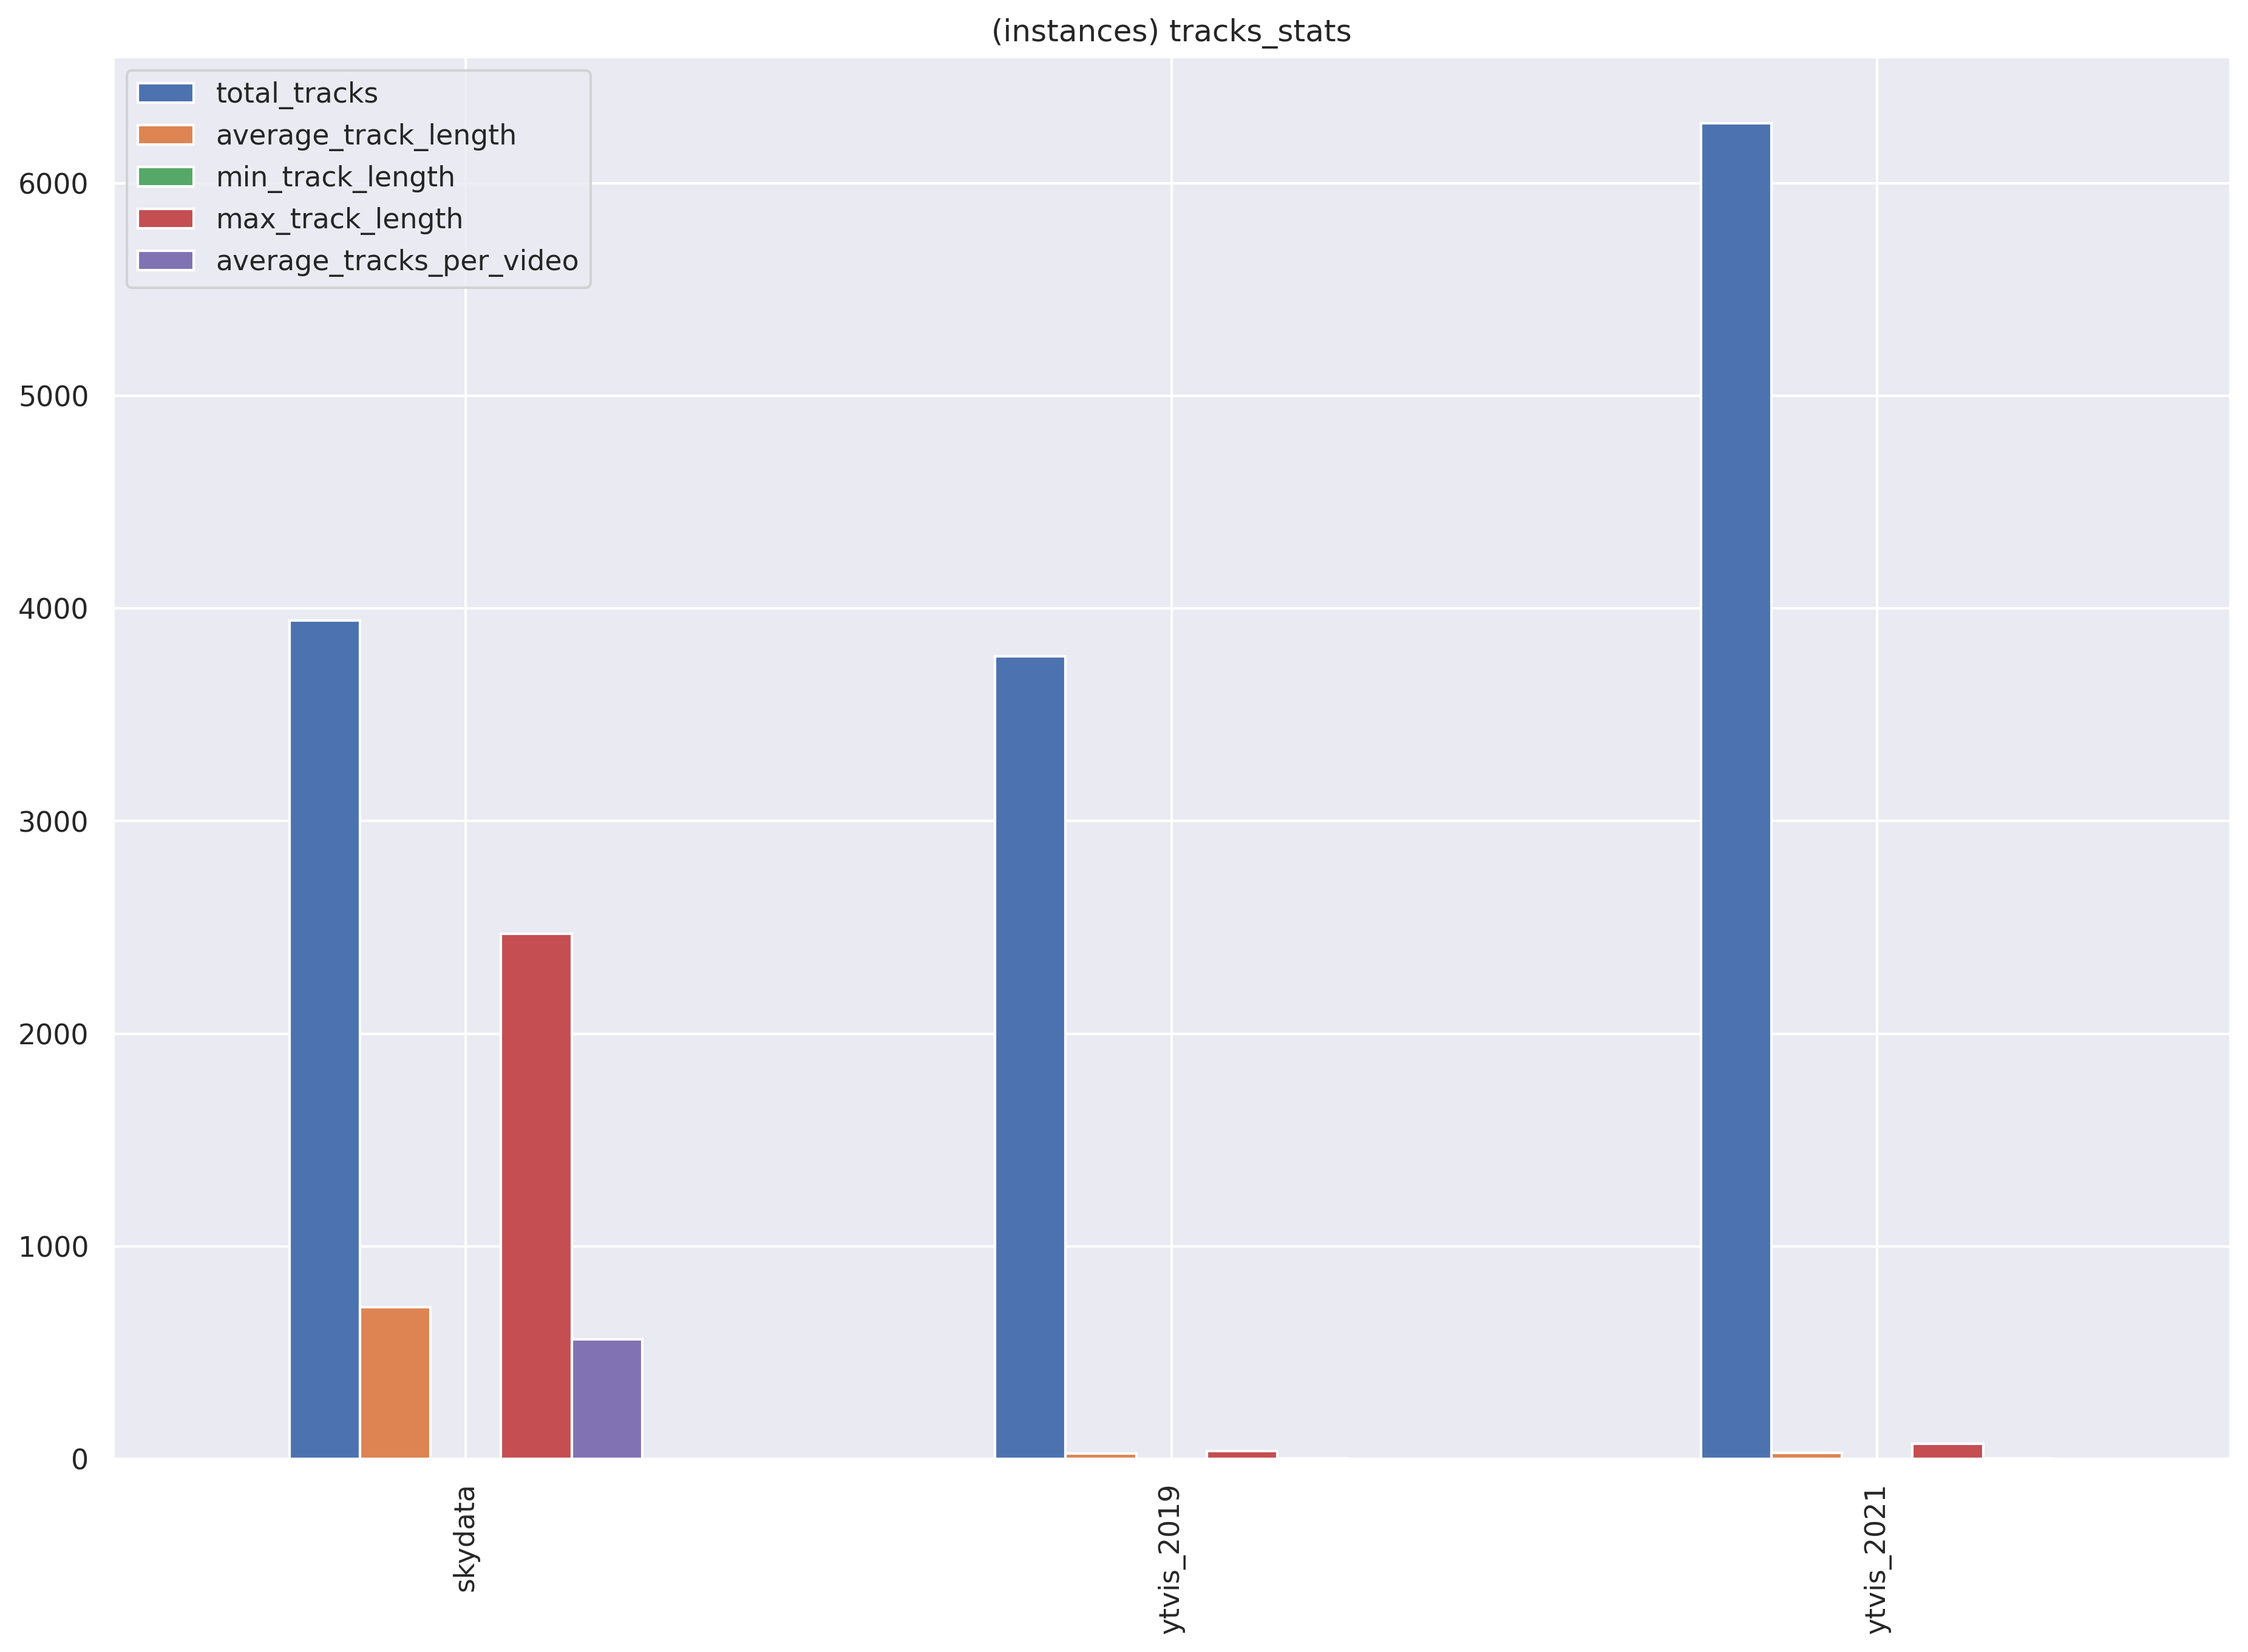 (instances) tracks_stats
total_tracks
average_track_length
min_track_length
max_track_length
average_tracks_per_video
6000
5000
4000
3000
2000
1000
0
skydata
ytvis_2019
ytvis_2021